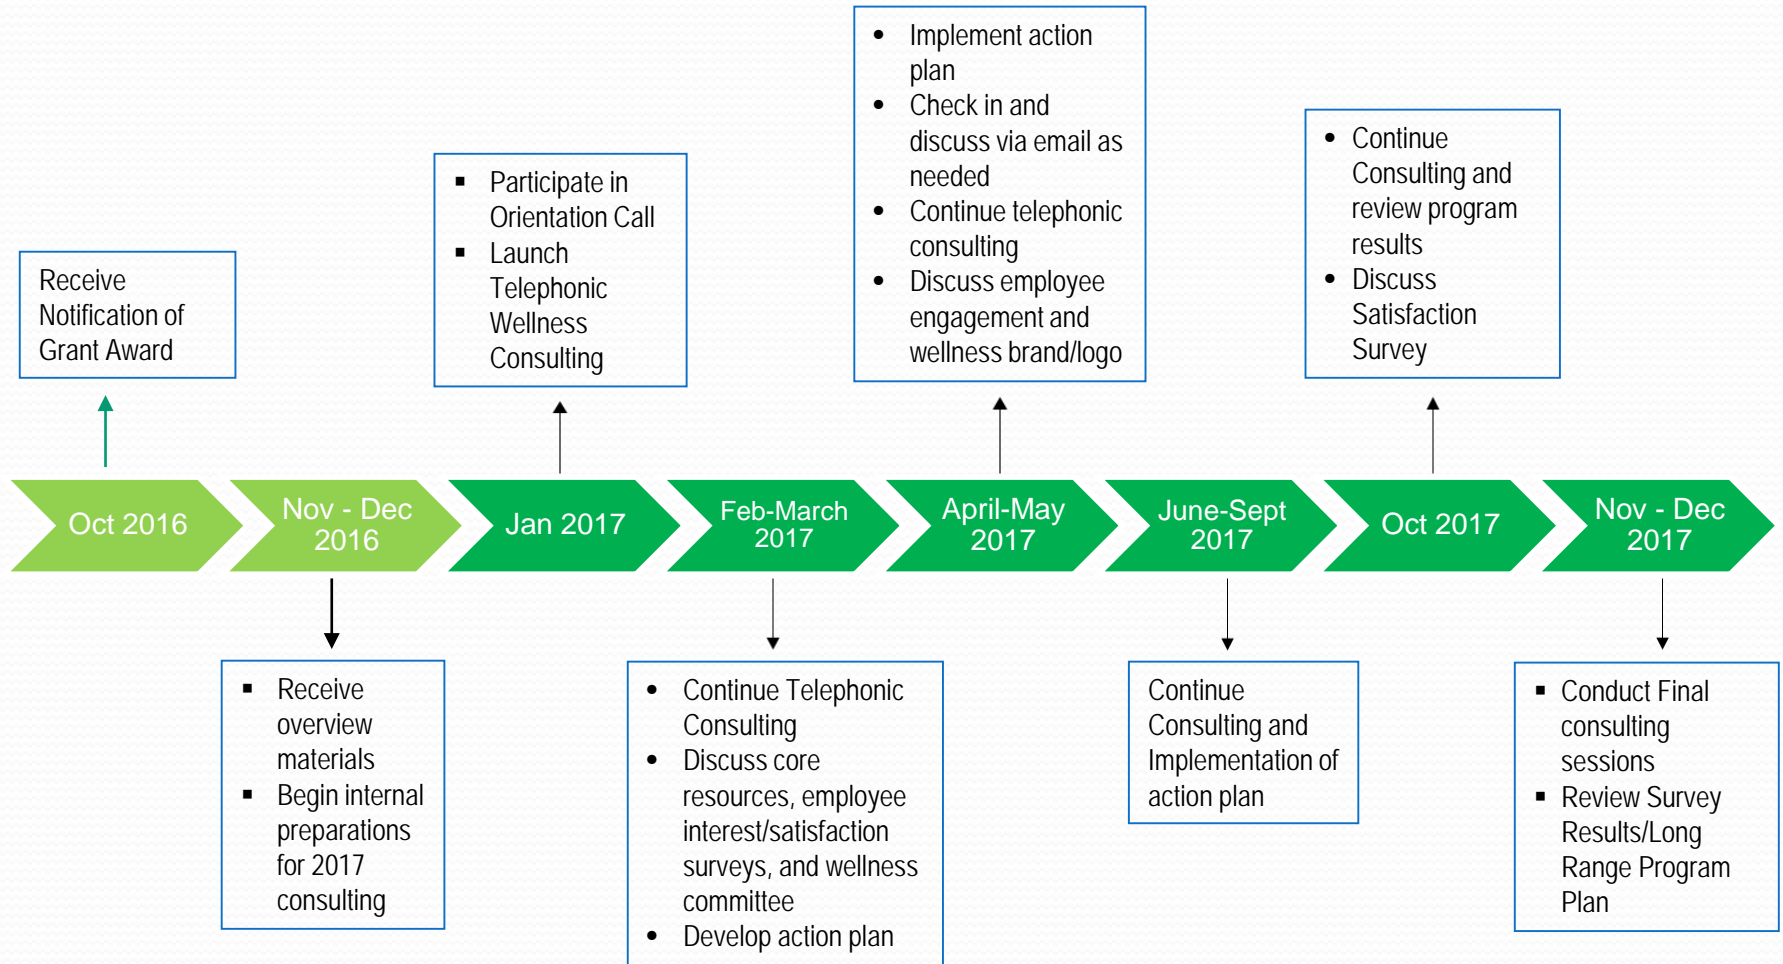 • Implement action
plan
• Check in and
discuss via email as
needed
• Continue telephonic
consulting
• Discuss employee
engagement and
wellness brand/logo
• Continue
Consulting and
review program
results
• Discuss
Satisfaction
Survey
▪ Participate in
Orientation Call
▪ Launch
Telephonic
Wellness
Consulting
Receive
Notification of
Grant Award
Oct 2016
Nov - Dec
2016
Jan 2017
Feb-March
2017
April-May
2017
June-Sept
2017
Oct 2017
Nov - Dec
2017
▪ Receive
overview
materials
▪ Begin internal
preparations
for 2017
consulting
• Continue Telephonic
Consulting
• Discuss core
resources, employee
interest/satisfaction
surveys, and wellness
committee
• Develop action plan
Continue
Consulting and
Implementation of
action plan
▪ Conduct Final
consulting
sessions
▪ Review Survey
Results/Long
Range Program
Plan